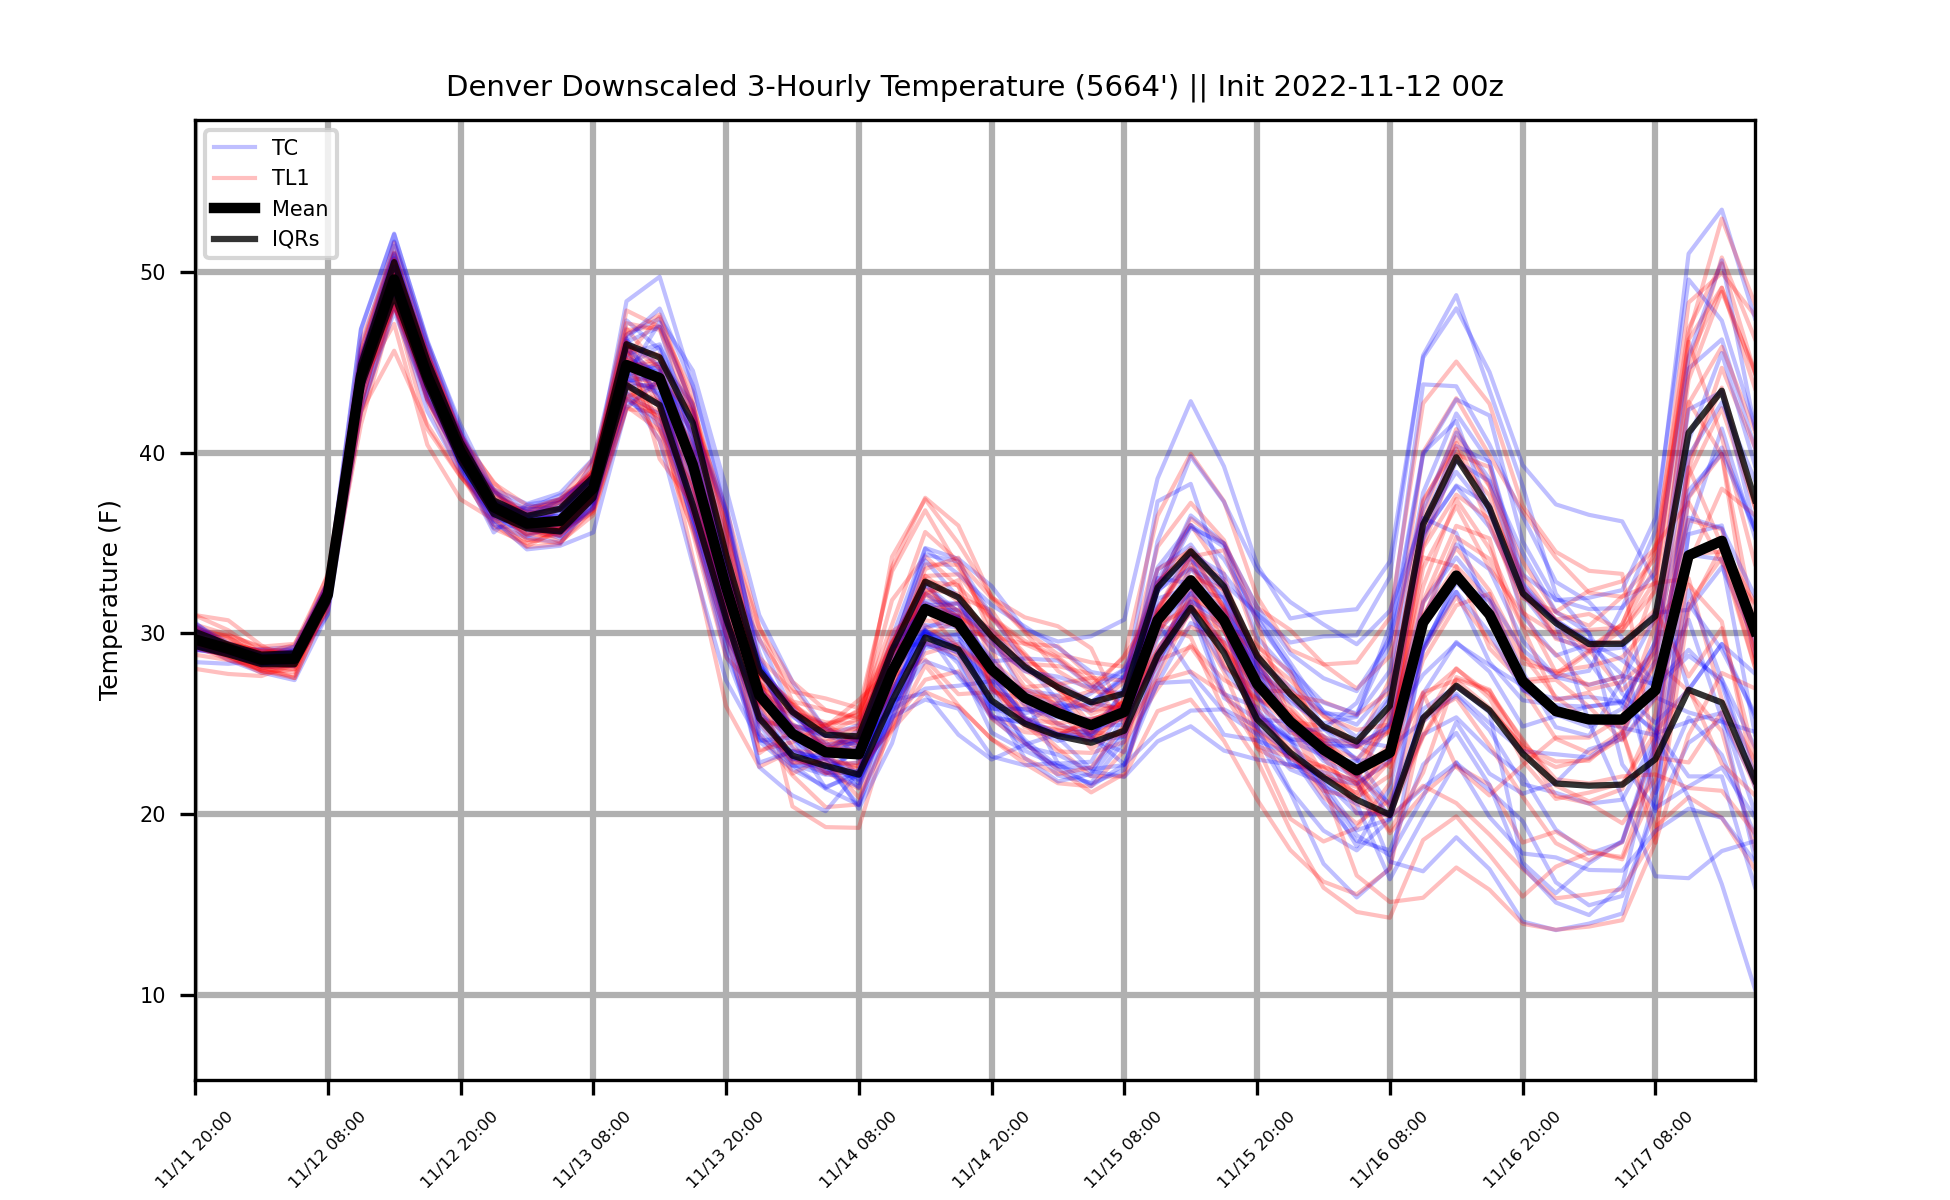 Denver Downscaled 3-Hourly Temperature (5664') || Init 2022-11-12 00z
TC
TL1
Mean
IQRs
Temperature (F)
50
40
30
20
10
11/11 20:00
11/12 08:00
11/12 20:00
11/13 08:00
11/13 20:00
11/14 08:00
11/14 20:00
11/15 08:00
11/15 20:00
11/16 08:00
11/16 20:00
11/17 08:00